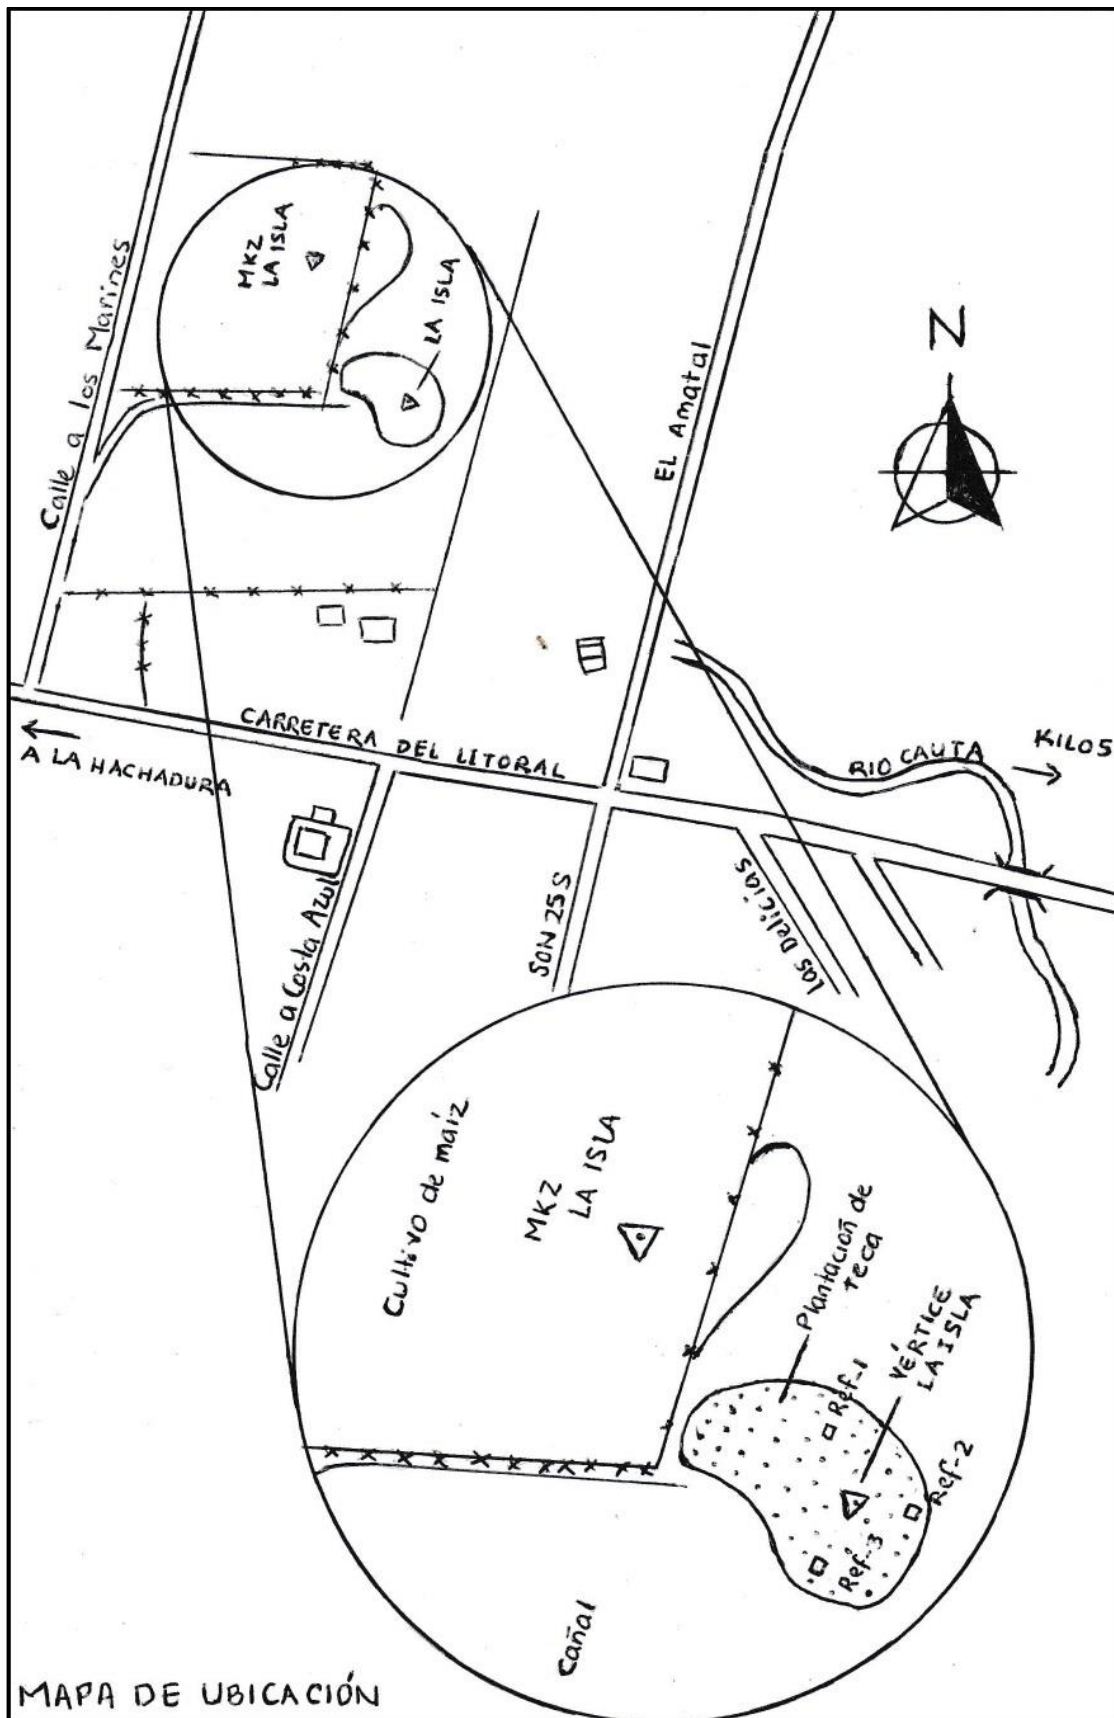 MKZ
LA ISLA
LA ISLA
Calle a los Marines
EL Amatal
N
CARRETERA DEL LITORAL
A LA HACHADURA
RIO CAUTA
KILO 5
Calle a Costa Azul
SON 25 S
Las Delicias
Cultivo de maíz
MKZ
LA ISLA
Plantación de
teca
VÉRTICE
LA ISLA
Ref-1
Ref-2
Ref-3
Cañal
MAPA DE UBICACIÓN